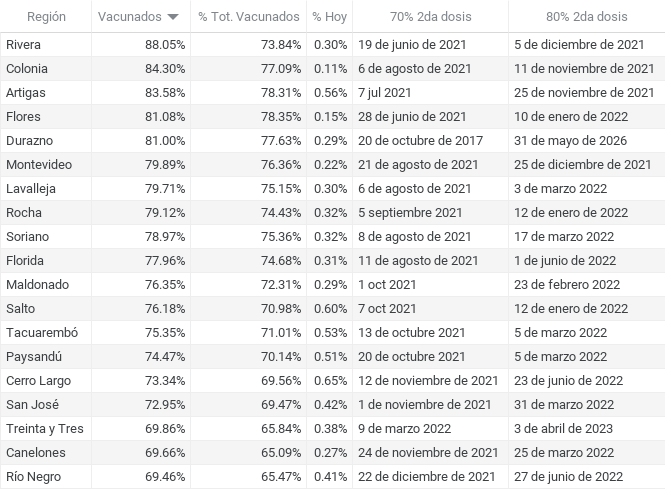 Región Vacunados % Tot. Vacunados % Hoy 70% 2da dosis 80% 2da dosis
Rivera 88.05% 73.84% 0.30% 19 de junio de 2021 5 de diciembre de 2021
Colonia 84.30% 77.09% 0.11% 6 de agosto de 2021 11 de noviembre de 2021
Artigas 83.58% 78.31% 0.56% 7 jul 2021 25 de noviembre de 2021
Flores 81.08% 78.35% 0.15% 28 de junio de 2021 10 de enero de 2022
Durazno 81.00% 77.63% 0.29% 20 de octubre de 2017 31 de mayo de 2026
Montevideo 79.89% 76.36% 0.22% 21 de agosto de 2021 25 de diciembre de 2021
Lavalleja 79.71% 75.15% 0.30% 6 de agosto de 2021 3 de marzo 2022
Rocha 79.12% 74.43% 0.32% 5 septiembre 2021 12 de enero de 2022
Soriano 78.97% 75.36% 0.32% 8 de agosto de 2021 17 de marzo 2022
Florida 77.96% 74.68% 0.31% 11 de agosto de 2021 1 de junio de 2022
Maldonado 76.35% 72.31% 0.29% 1 oct 2021 23 de febrero 2022
Salto 76.18% 70.98% 0.60% 7 oct 2021 12 de enero de 2022
Tacuarembó 75.35% 71.01% 0.53% 13 de octubre 2021 5 de marzo 2022
Paysandú 74.47% 70.14% 0.51% 20 de octubre 2021 5 de marzo 2022
Cerro Largo 73.34% 69.56% 0.65% 12 de noviembre de 2021 23 de junio de 2022
San José 72.95% 69.47% 0.42% 1 de noviembre de 2021 31 de marzo 2022
Treinta y Tres 69.86% 65.84% 0.38% 9 de marzo 2022 3 de abril de 2023
Canelones 69.66% 65.09% 0.27% 24 de noviembre de 2021 25 de marzo 2022
Río Negro 69.46% 65.47% 0.41% 22 de diciembre de 2021 27 de junio de 2022